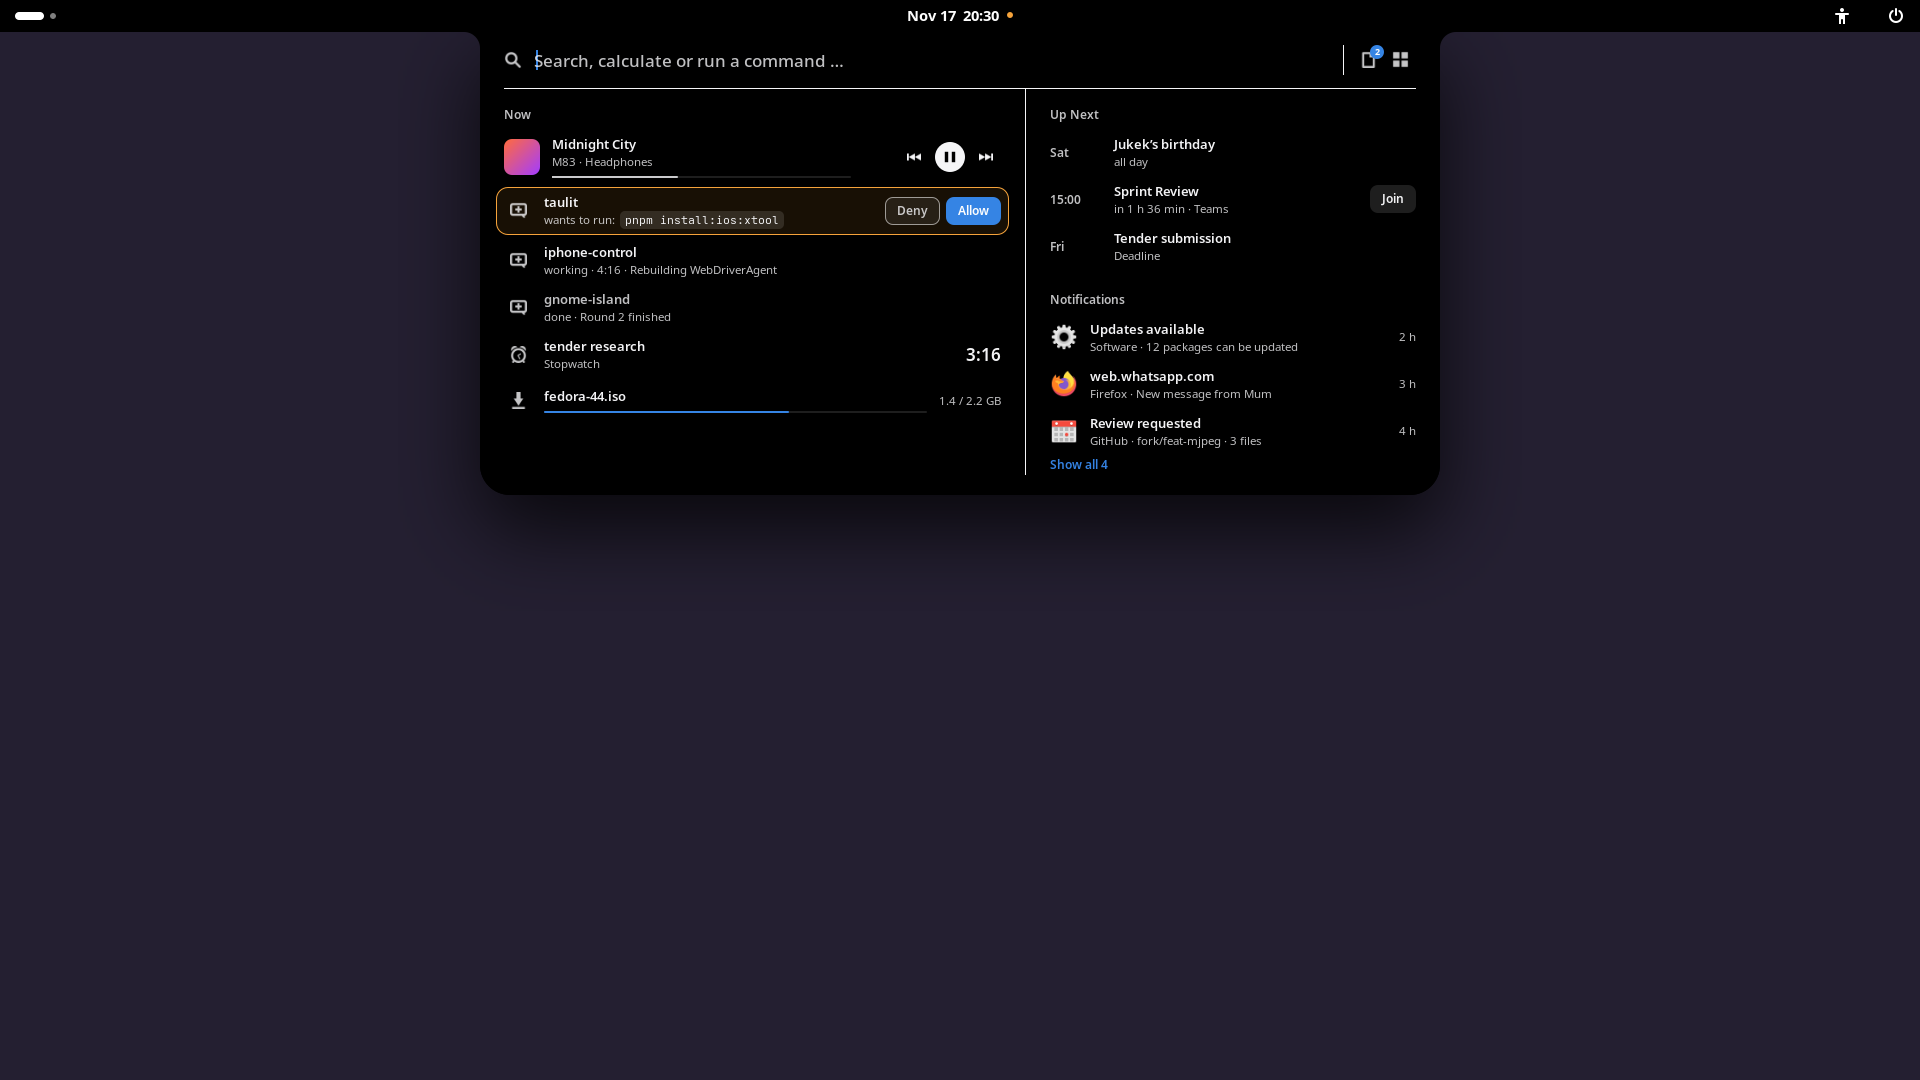 Nov 17 20:30
Search, calculate or run a command ...
2
Now
Midnight City
M83 · Headphones
taulit
wants to run: pnpm install:ios:xtool
Deny
Allow
iphone-control
working · 4:16 · Rebuilding WebDriverAgent
gnome-island
done · Round 2 finished
tender research
Stopwatch
3:16
fedora-44.iso
1.4 / 2.2 GB
Up Next
Sat
Jukek’s birthday
all day
15:00
Sprint Review
in 1 h 36 min · Teams
Join
Fri
Tender submission
Deadline
Notifications
Updates available
Software · 12 packages can be updated
2 h
web.whatsapp.com
Firefox · New message from Mum
3 h
Review requested
GitHub · fork/feat-mjpeg · 3 files
4 h
Show all 4